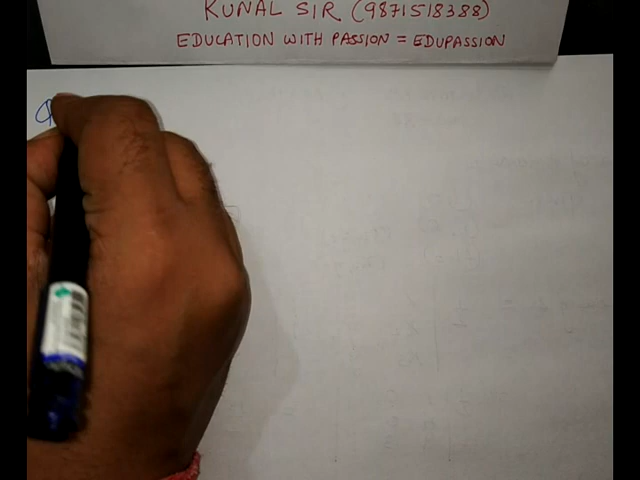 KUNAL SIR (9871518388)
EDUCATION WITH PASSION = EDUPASSION